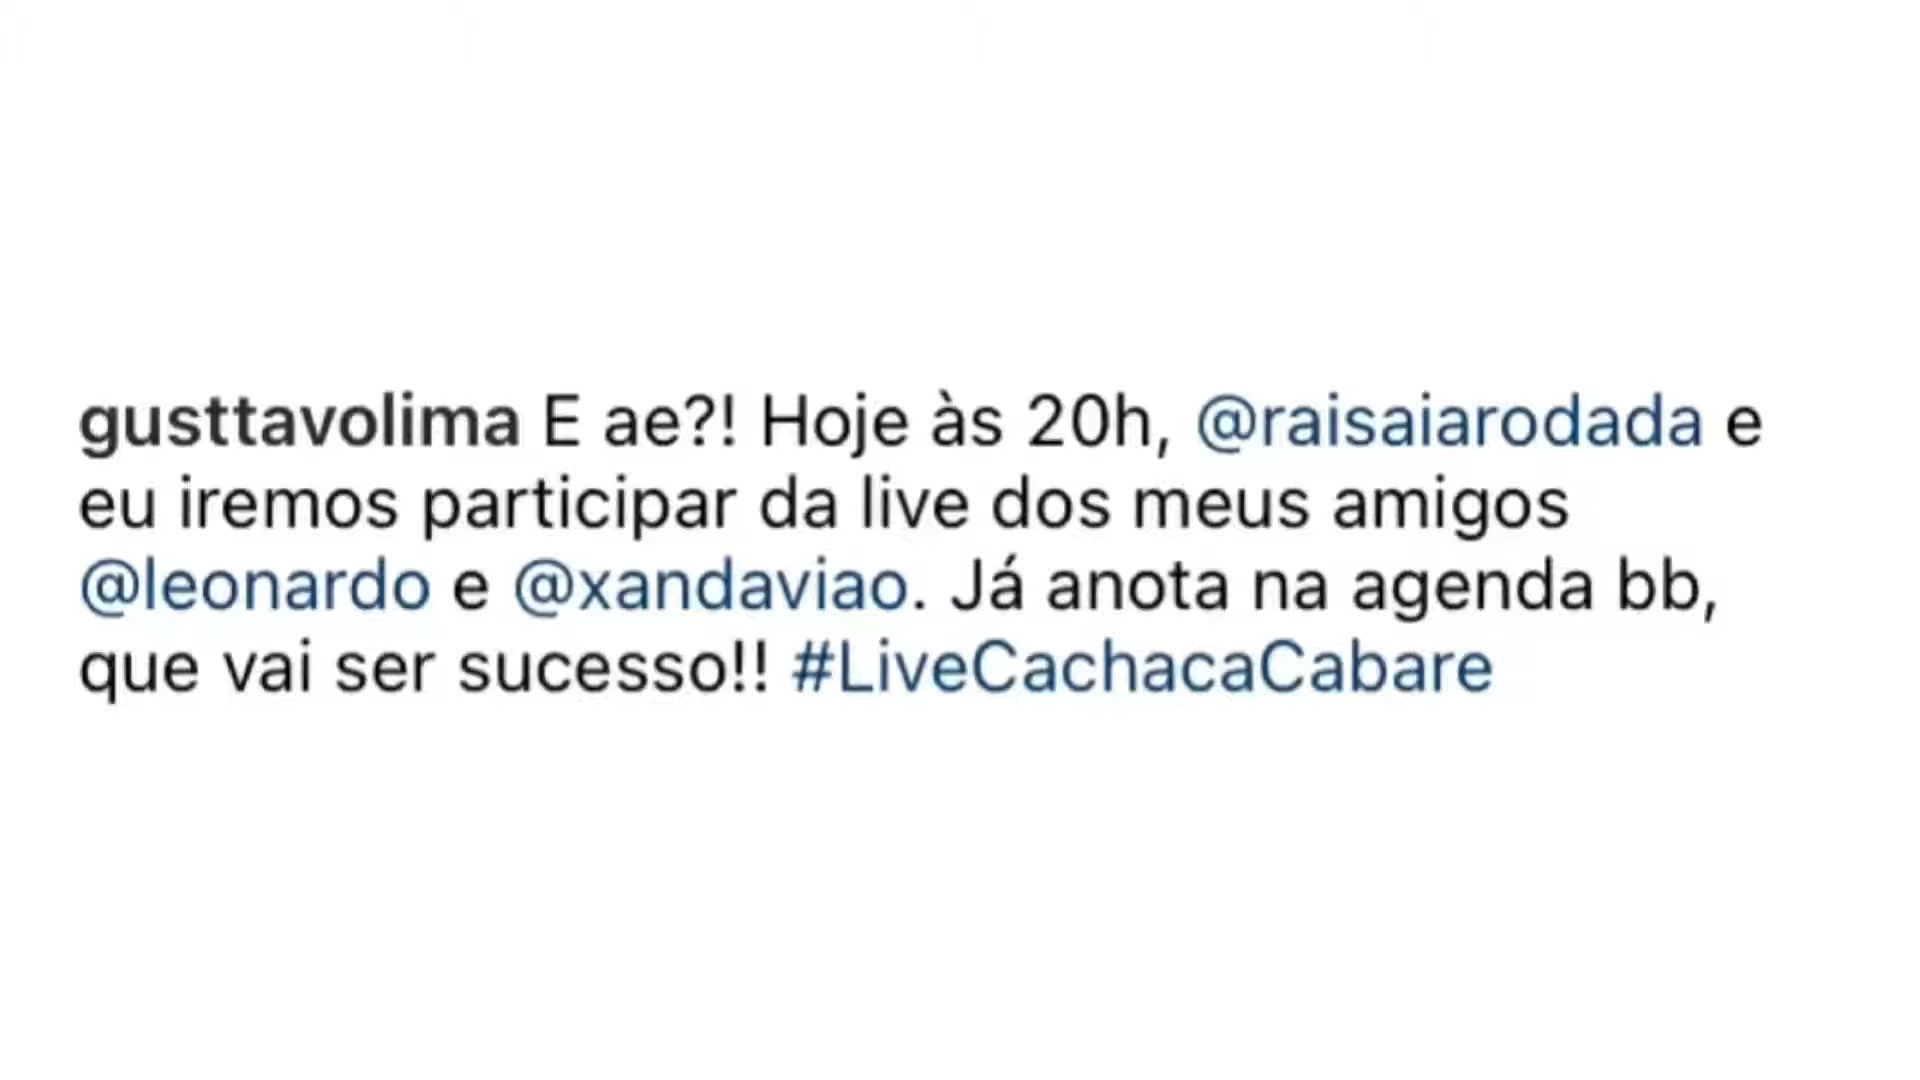 gusttavolima E ae?! Hoje às 20h, @raisaiarodada e
eu iremos participar da live dos meus amigos
@leonardo e @xandaviao. Já anota na agenda bb,
que vai ser sucesso!! #LiveCachacaCabare